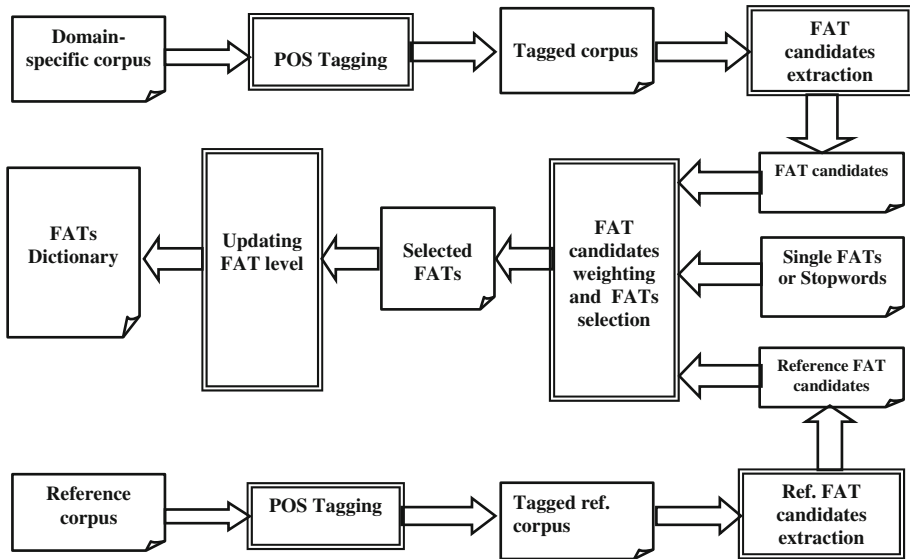 Domain-
specific corpus
POS Tagging
Tagged corpus
FAT
candidates
extraction
FATs
Dictionary
Updating
FAT level
Selected
FATs
FAT
candidates
weighting
and FATs
selection
FAT candidates
Single FATs
or Stopwords
Reference FAT
candidates
Reference
corpus
POS Tagging
Tagged ref.
corpus
Ref. FAT
candidates
extraction